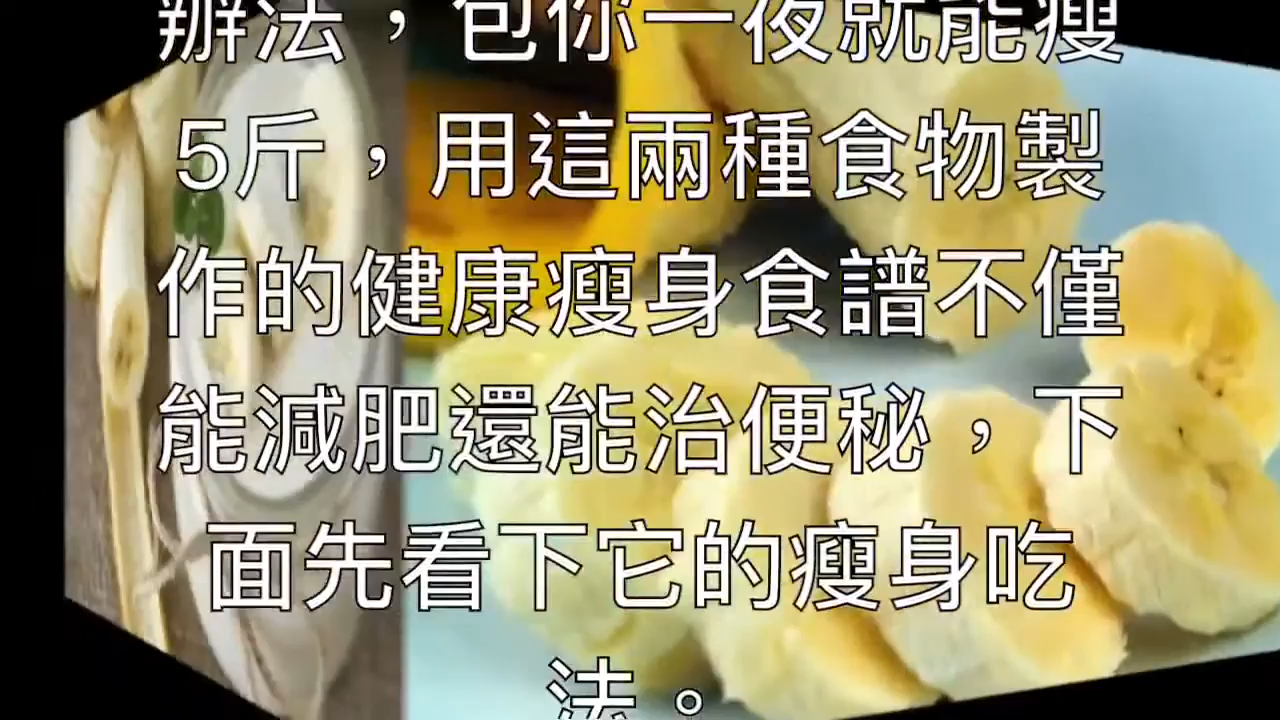 辦法，包你一夜就能瘦
5斤，用這兩種食物製
作的健康瘦身食譜不僅
能減肥還能治便秘，下
面先看下它的瘦身吃
法。